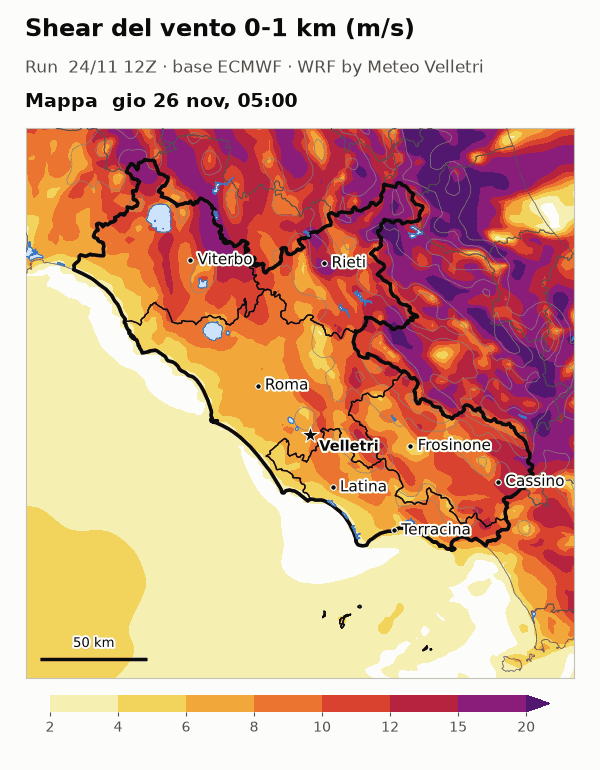 Shear del vento 0-1 km (m/s)
Run  24/11 12Z · base ECMWF · WRF by Meteo Velletri
Mappa  gio 26 nov, 05:00
Viterbo
Rieti
Roma
Velletri
Frosinone
Cassino
Latina
Terracina
50 km
2 4 6 8 10 12 15 20